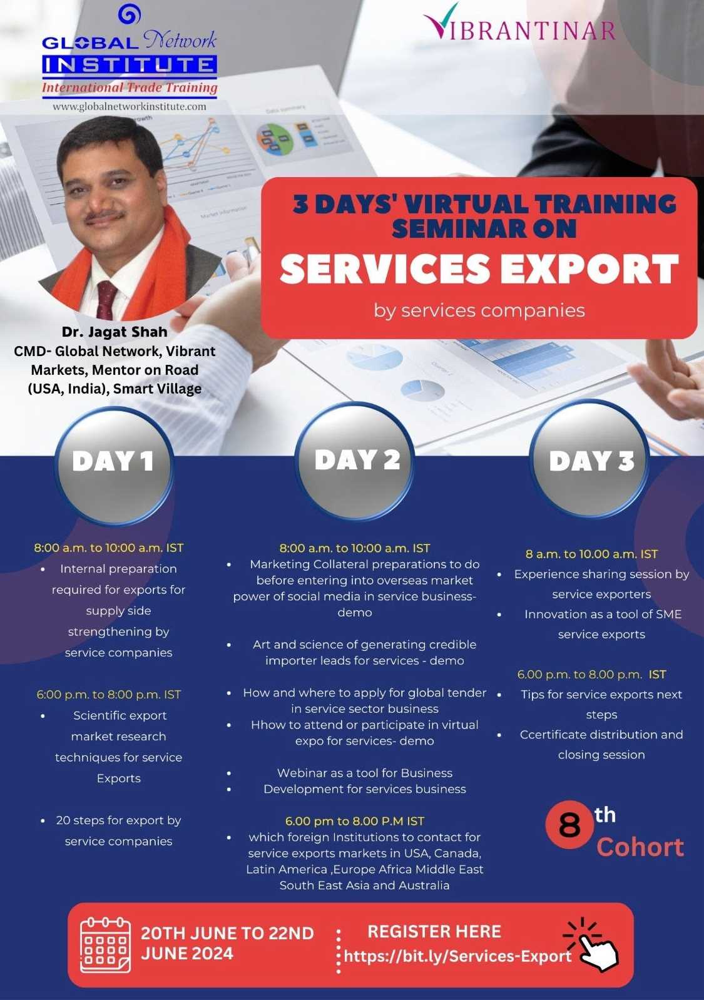 GLOBAL Network
INSTITUTE
International Trade Training
www.globalnetworkinstitute.com
VIBRANTINAR
Growth
Data summary
Market information
Quarter 1
3 DAYS' VIRTUAL TRAINING
SEMINAR ON
SERVICES EXPORT
by services companies
Dr. Jagat Shah
CMD- Global Network, Vibrant
Markets, Mentor on Road
(USA, India), Smart Village
DAY 1
8:00 a.m. to 10:00 a.m. IST
• Internal preparation
required for exports for
supply side
strengthening by
service companies
6:00 p.m. to 8:00 p.m. IST
• Scientific export
market research
techniques for service
Exports
• 20 steps for export by
service companies
DAY 2
8:00 a.m. to 10:00 a.m. IST
• Marketing Collateral preparations to do
before entering into overseas market
power of social media in service business-
demo
• Art and science of generating credible
importer leads for services - demo
• How and where to apply for global tender
in service sector business
• Hhow to attend or participate in virtual
expo for services- demo
• Webinar as a tool for Business
• Development for services business
6.00 pm to 8.00 P.M IST
• which foreign Institutions to contact for
service exports markets in USA, Canada,
Latin America ,Europe Africa Middle East
South East Asia and Australia
DAY 3
8 a.m. to 10.00 a.m. IST
• Experience sharing session by
service exporters
• Innovation as a tool of SME
service exports
6.00 p.m. to 8.00 p.m. IST
• Tips for service exports next
steps
• Ccertificate distribution and
closing session
8th
Cohort
20TH JUNE TO 22ND
JUNE 2024
REGISTER HERE
https://bit.ly/Services-Export